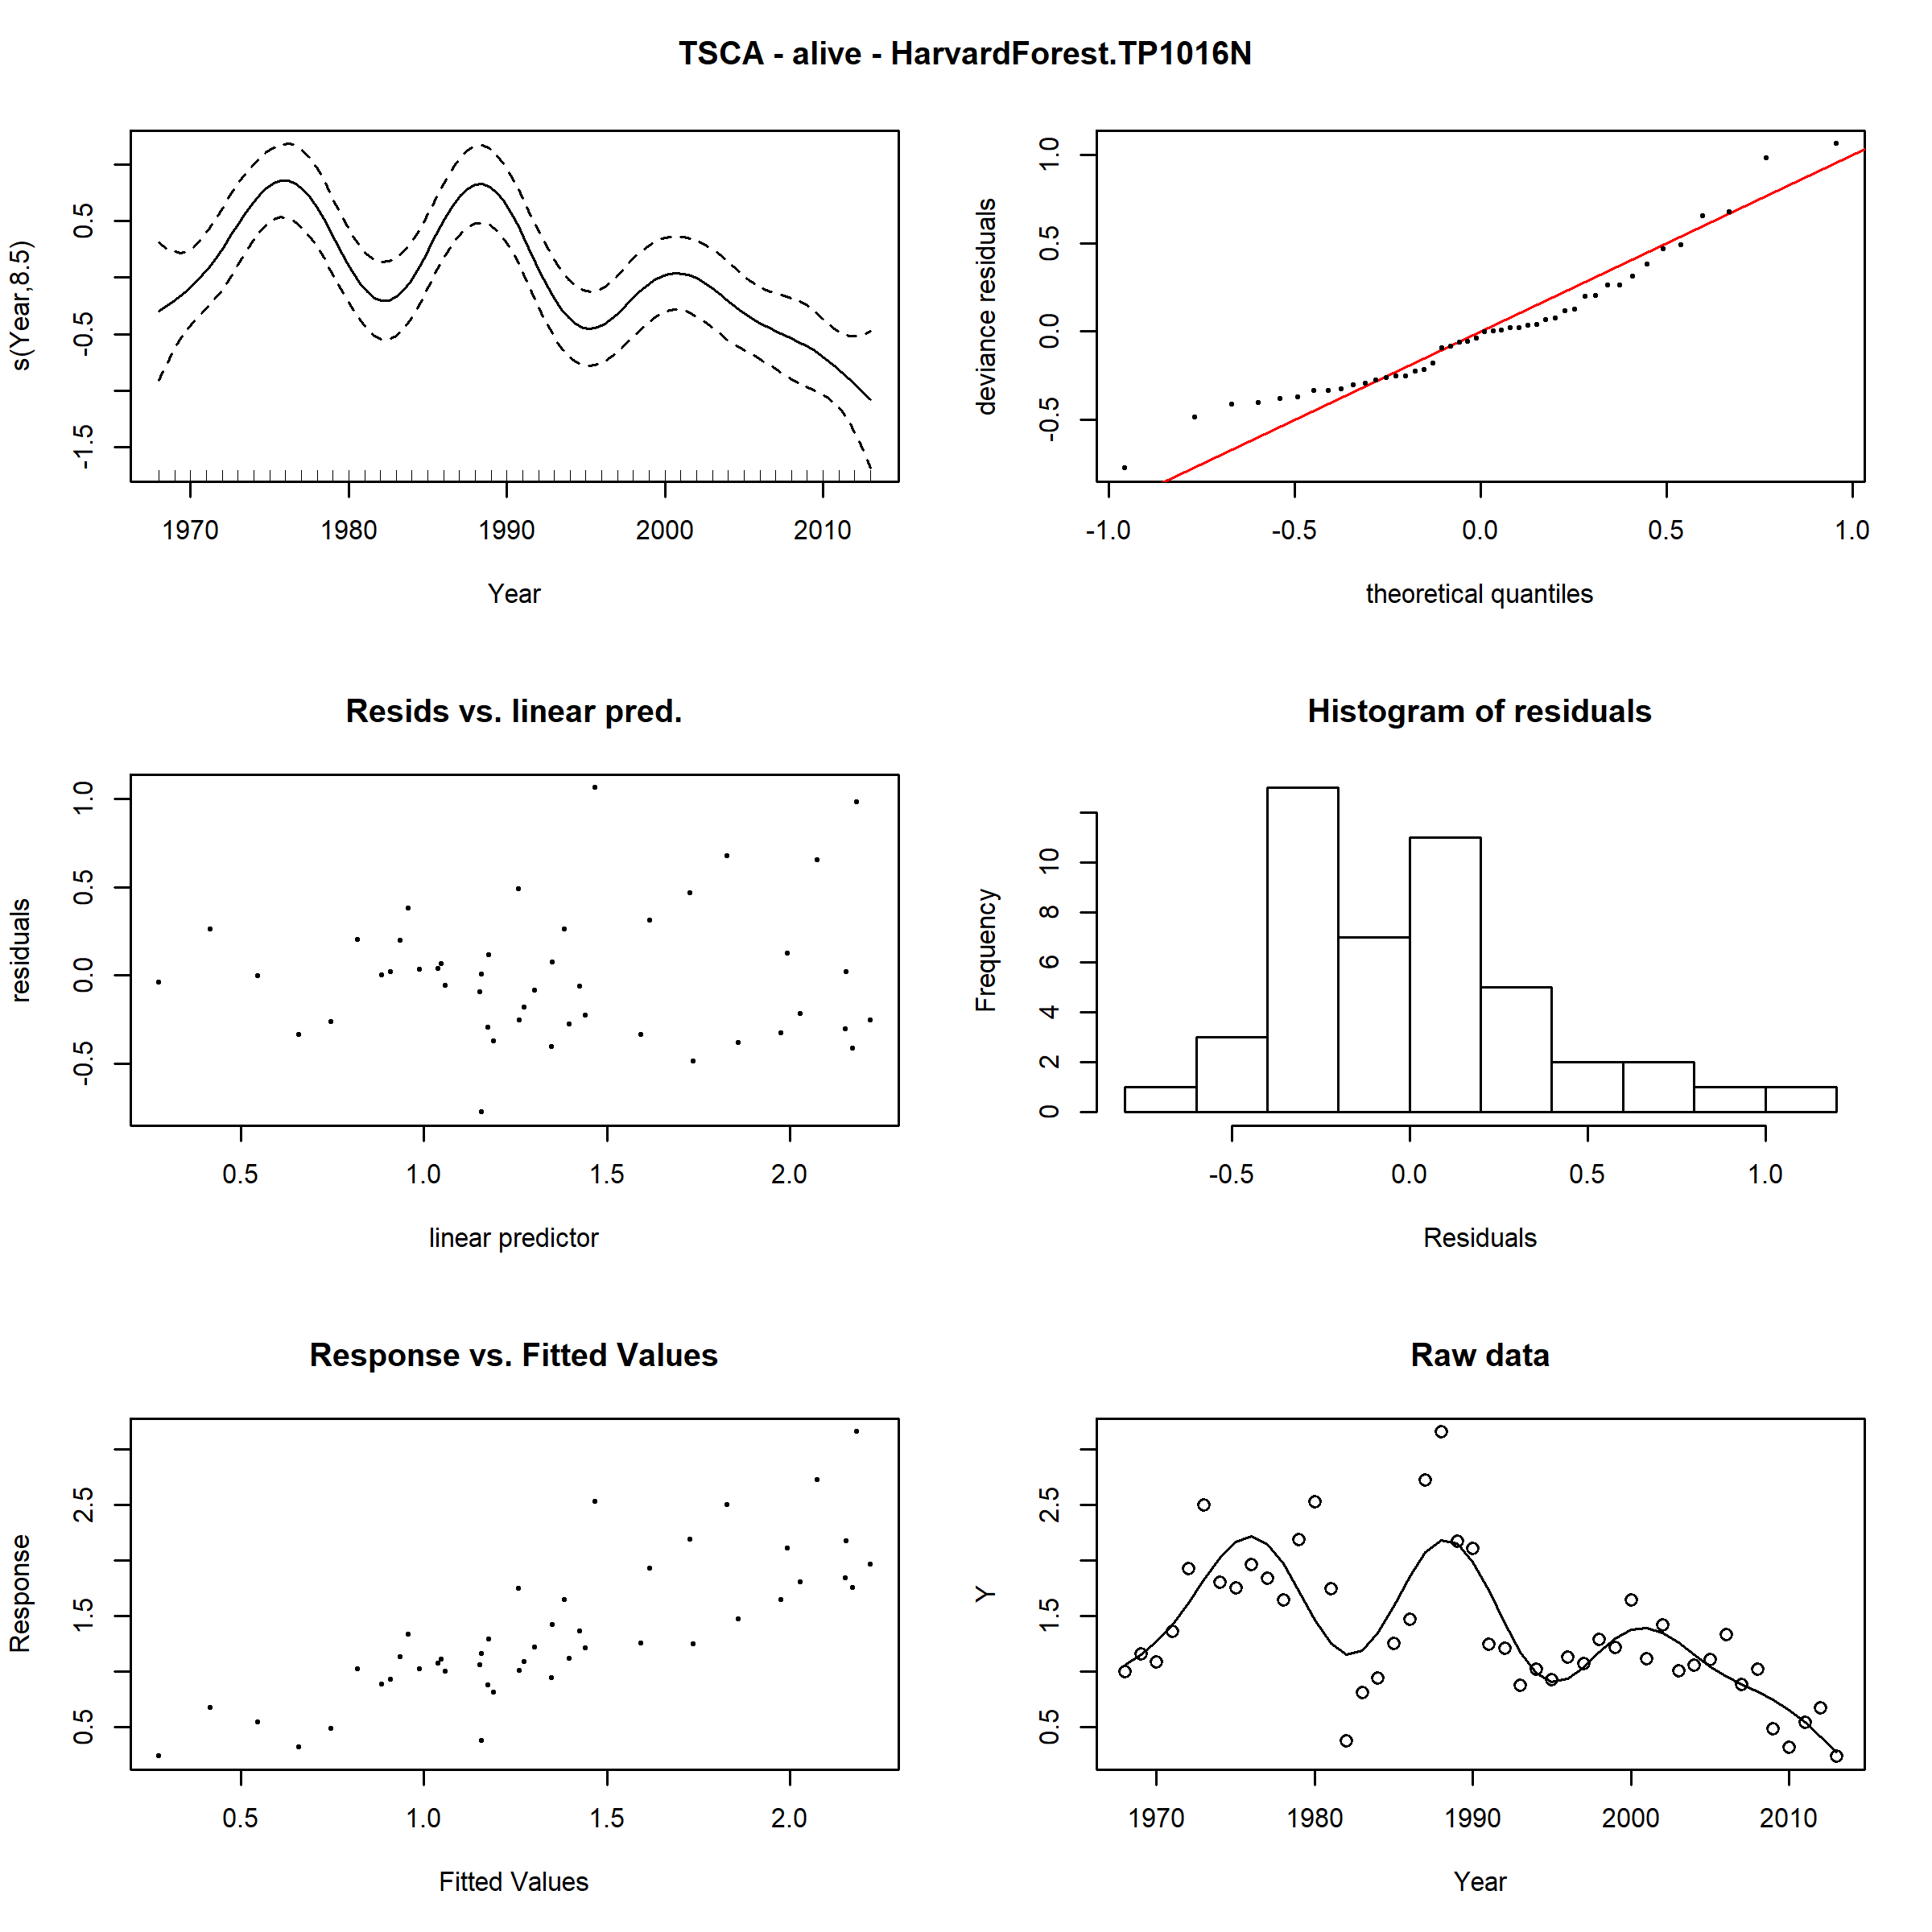 TSCA - alive - HarvardForest.TP1016N
s(Year,8.5)
0.5
-0.5
-1.5
1970 1980 1990 2000 2010
Year
deviance residuals
1.0
0.5
0.0
-0.5
-1.0 -0.5 0.0 0.5 1.0
theoretical quantiles
Resids vs. linear pred.
residuals
1.0
0.5
0.0
-0.5
0.5 1.0 1.5 2.0
linear predictor
Histogram of residuals
Frequency
10
8
6
4
2
0
-0.5 0.0 0.5 1.0
Residuals
Response vs. Fitted Values
Response
2.5
1.5
0.5
0.5 1.0 1.5 2.0
Fitted Values
Raw data
Y
2.5
1.5
0.5
1970 1980 1990 2000 2010
Year